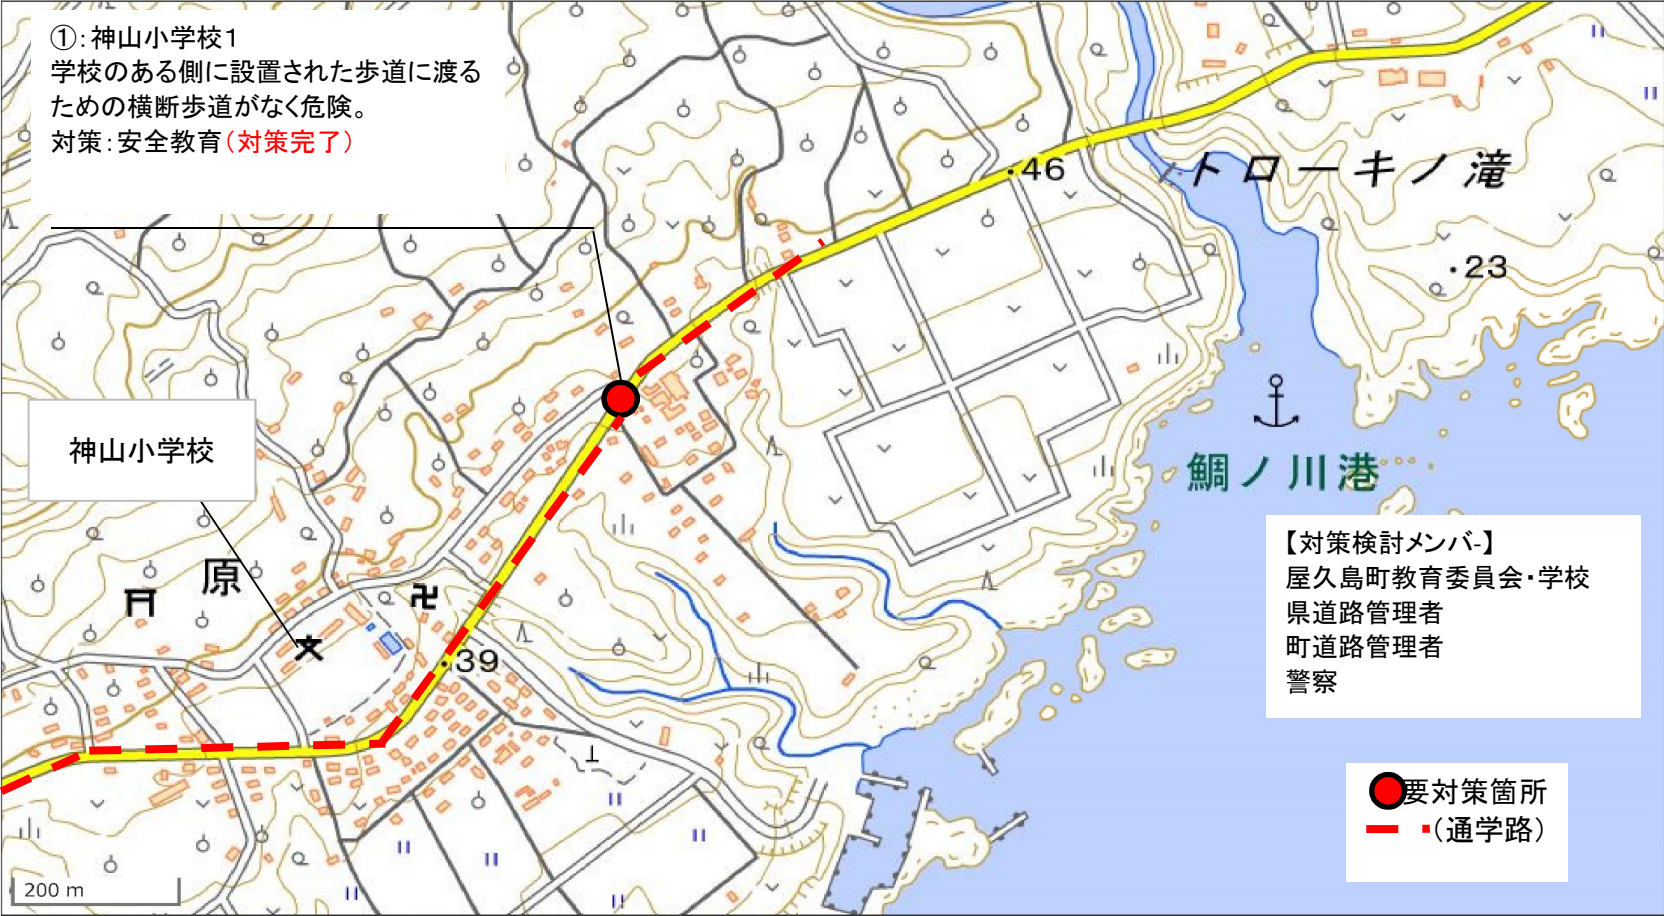 ①:神山小学校1
学校のある側に設置された歩道に渡る
ための横断歩道がなく危険。
対策:安全教育(対策完了)
46
トローキノ滝
・23
神山小学校
鯛ノ川港
原
39
【対策検討メンバ-】
屋久島町教育委員会・学校
県道路管理者
町道路管理者
警察
要対策箇所
(通学路)
200 m